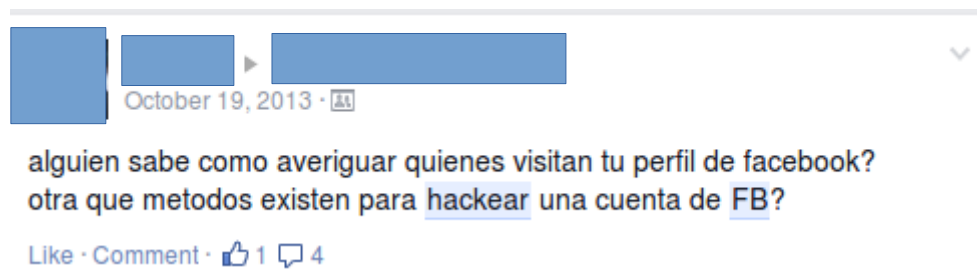 October 19, 2013 ·
alguien sabe como averiguar quienes visitan tu perfil de facebook?
otra que metodos existen para hackear una cuenta de FB?
Like · Comment · 1 4